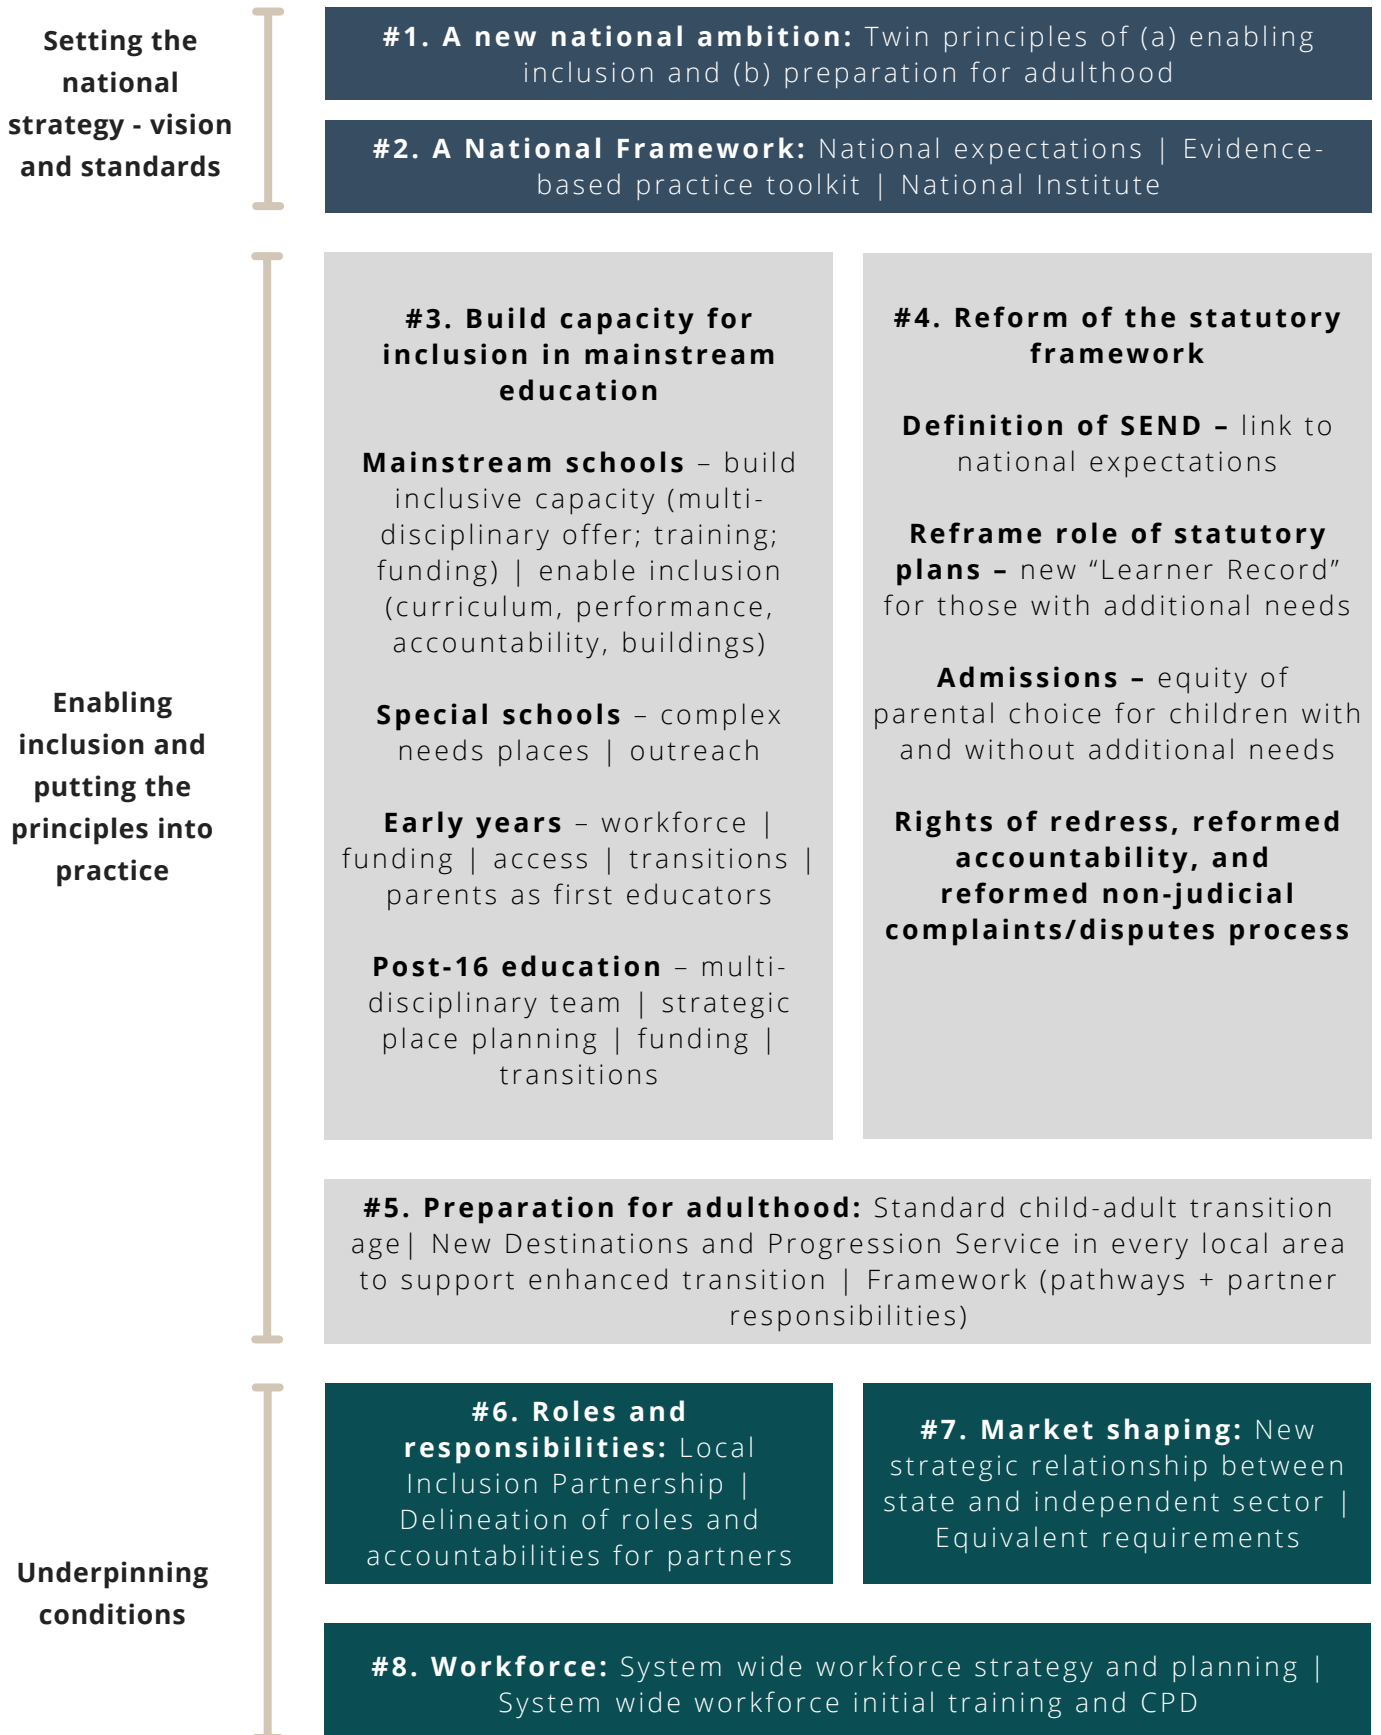 Setting the
national
strategy - vision
and standards
#1. A new national ambition: Twin principles of (a) enabling
inclusion and (b) preparation for adulthood
#2. A National Framework: National expectations | Evidence-
based practice toolkit | National Institute
Enabling
inclusion and
putting the
principles into
practice
#3. Build capacity for
inclusion in mainstream
education
Mainstream schools – build
inclusive capacity (multi-
disciplinary offer; training;
funding) | enable inclusion
(curriculum, performance,
accountability, buildings)
Special schools – complex
needs places | outreach
Early years – workforce |
funding | access | transitions |
parents as first educators
Post-16 education – multi-
disciplinary team | strategic
place planning | funding |
transitions
#4. Reform of the statutory
framework
Definition of SEND – link to
national expectations
Reframe role of statutory
plans – new “Learner Record”
for those with additional needs
Admissions – equity of
parental choice for children with
and without additional needs
Rights of redress, reformed
accountability, and
reformed non-judicial
complaints/disputes process
#5. Preparation for adulthood: Standard child-adult transition
age| New Destinations and Progression Service in every local area
to support enhanced transition | Framework (pathways + partner
responsibilities)
Underpinning
conditions
#6. Roles and
responsibilities: Local
Inclusion Partnership |
Delineation of roles and
accountabilities for partners
#7. Market shaping: New
strategic relationship between
state and independent sector |
Equivalent requirements
#8. Workforce: System wide workforce strategy and planning |
System wide workforce initial training and CPD